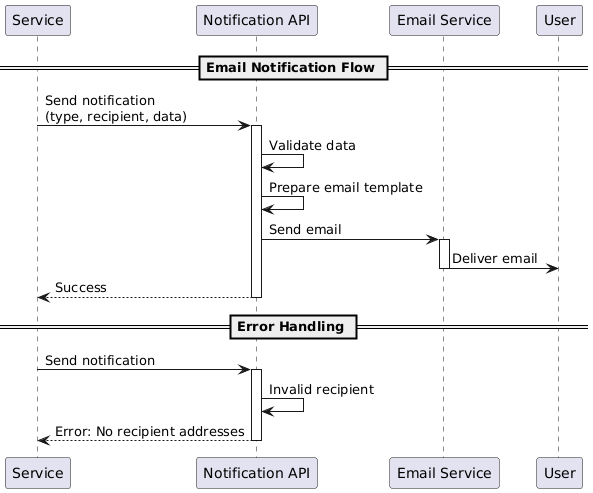 Service
Notification API
Email Service
User
Email Notification Flow
Send notification
(type, recipient, data)
Validate data
Prepare email template
Send email
Deliver email
Success
Error Handling
Send notification
Invalid recipient
Error: No recipient addresses
Service
Notification API
Email Service
User